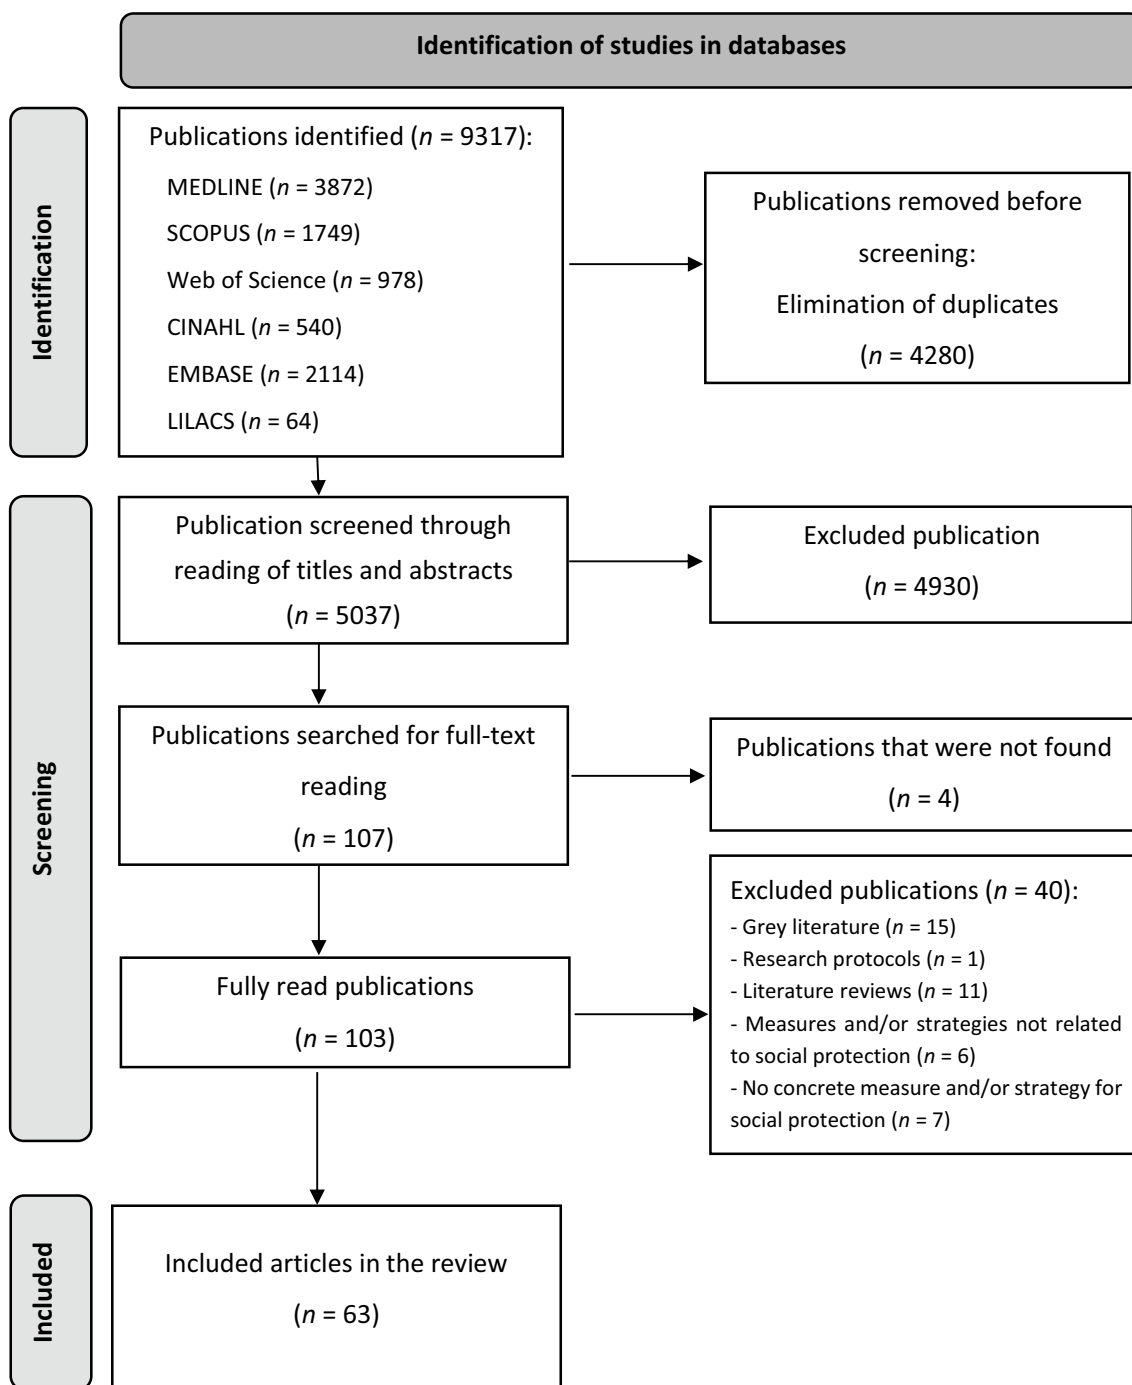 Identification of studies in databases
Identification
Publications identified (n = 9317):
MEDLINE (n = 3872)
SCOPUS (n = 1749)
Web of Science (n = 978)
CINAHL (n = 540)
EMBASE (n = 2114)
LILACS (n = 64)
Publications removed before
screening:
Elimination of duplicates
(n = 4280)
Screening
Publication screened through
reading of titles and abstracts
(n = 5037)
Excluded publication
(n = 4930)
Publications searched for full-text
reading
(n = 107)
Publications that were not found
(n = 4)
Fully read publications
(n = 103)
Excluded publications (n = 40):
- Grey literature (n = 15)
- Research protocols (n = 1)
- Literature reviews (n = 11)
- Measures and/or strategies not related
to social protection (n = 6)
- No concrete measure and/or strategy for
social protection (n = 7)
Included
Included articles in the review
(n = 63)